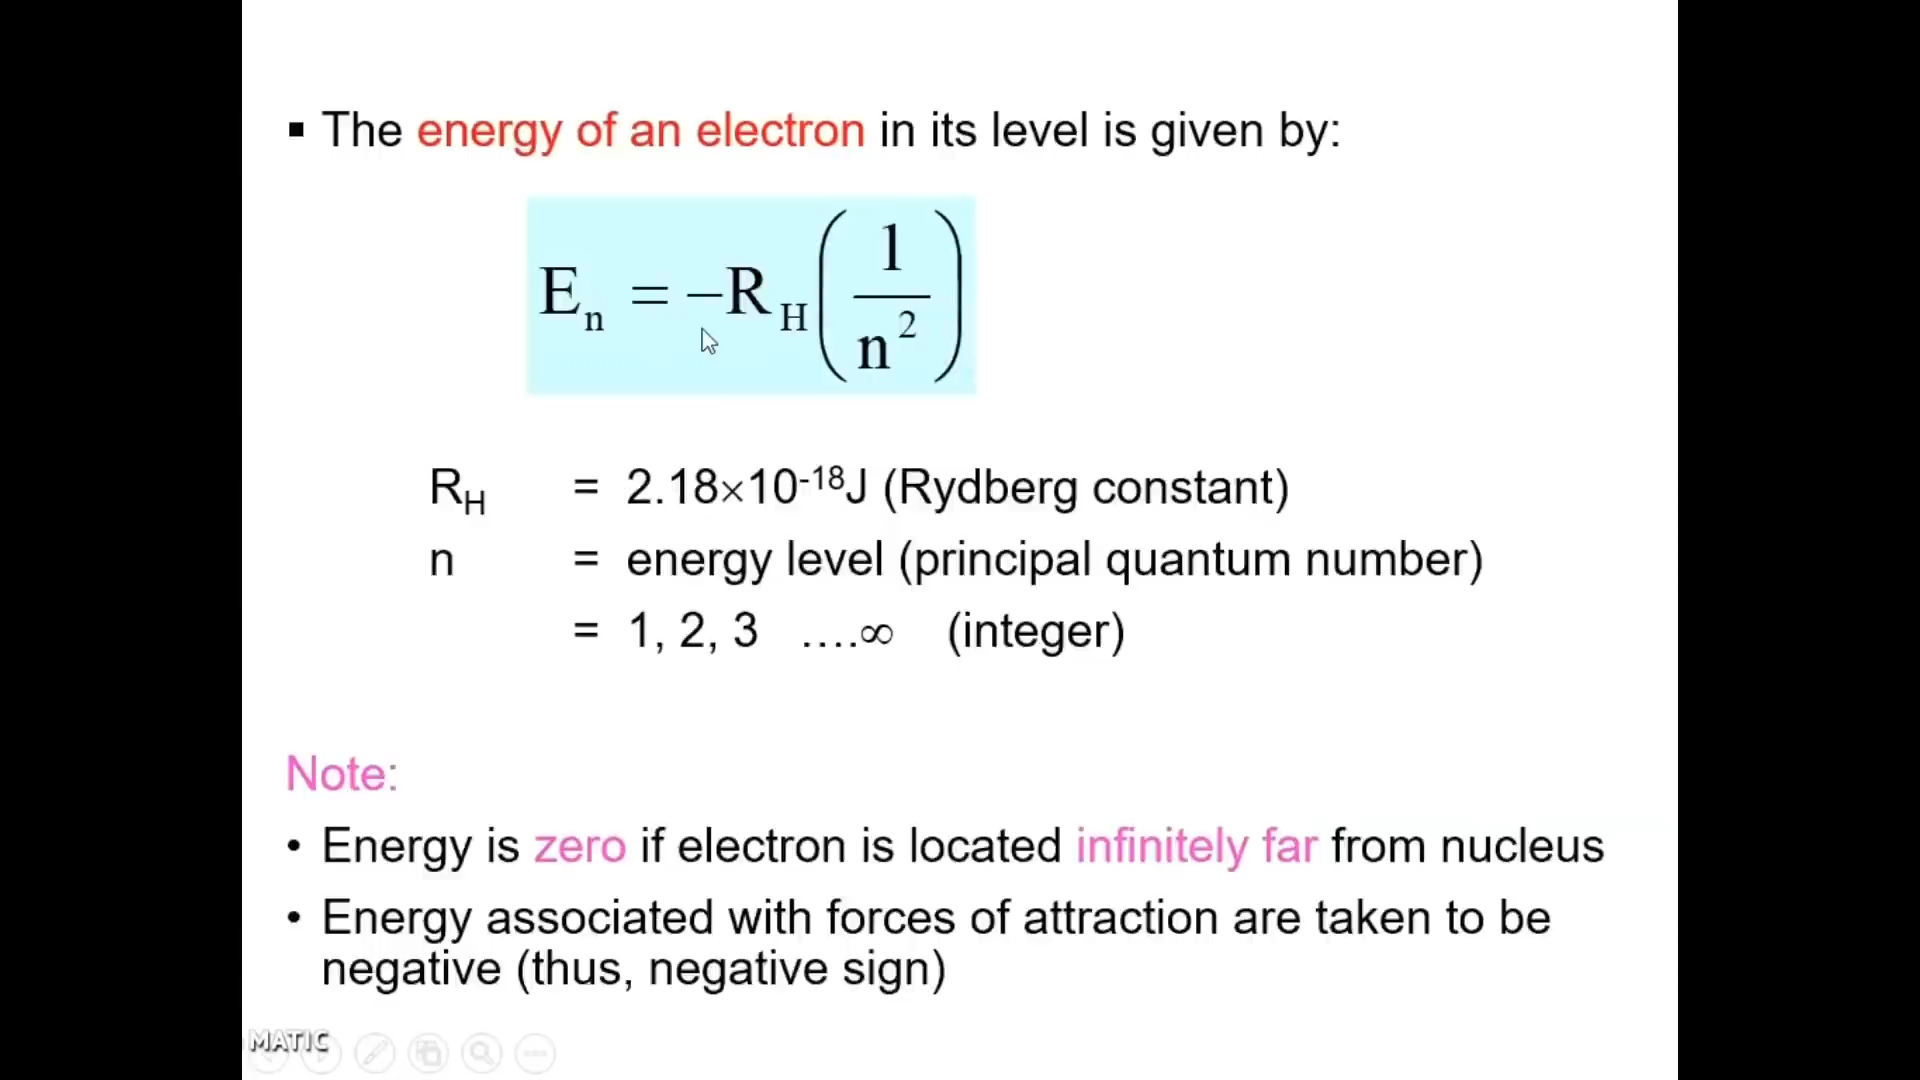 ▪ The energy of an electron in its level is given by:
Eₙ = –R_H (1/n²)
R_H = 2.18×10⁻¹⁸J (Rydberg constant)
n = energy level (principal quantum number)
= 1, 2, 3 ....∞ (integer)
Note:
• Energy is zero if electron is located infinitely far from nucleus
• Energy associated with forces of attraction are taken to be
negative (thus, negative sign)
MATIC